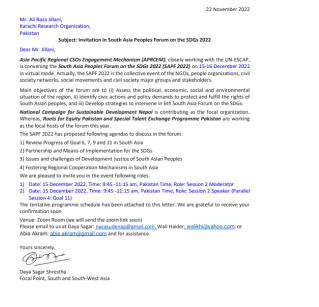 22 November 2022
Mr. Ali Raza Jillani,
Karachi Research Organization,
Pakistan
Subject: Invitation in South Asia Peoples Forum on the SDGs 2022
Dear Mr. Jillani,
Asia Pacific Regional CSOs Engagement Mechanism (APRCEM), closely working with the UN-ESCAP,
is convening the South Asia Peoples Forum on the SDGs 2022 (SAPF 2022) on 15-16 December 2022
in virtual mode. Actually, the SAPF 2022 is the collective event of the NGOs, people organizations, civil
society networks, social movements and civil society major groups and stakeholders.
Main objectives of the forum are to (i) Assess the political, economic, social and environmental
situation of the region, ii) Identify civic actions and policy demands to protect and fulfill the rights of
South Asian peoples, and iii) Develop strategies to intervene in 6th South Asia Forum on the SDGs.
National Campaign for Sustainable Development Nepal is contributing as the focal organization.
Whereas, Roots for Equity Pakistan and Special Talent Exchange Programme Pakistan are working
as the local hosts of the forum this year.
The SAPF 2022 has proposed following agendas to discuss in the forum.
1) Review Progress of Goal 6, 7, 9 and 11 in South Asia
2) Partnership and Means of Implementation for the SDGs
3) Issues and challenges of Development Justice of South Asian Peoples
4) Fostering Regional Cooperation Mechanisms in South Asia
We are pleased to invite you in the event following roles.
1) Date: 15 December 2022, Time: 9:45 -11:15 am, Pakistan Time, Role: Session 2 Moderator
2) Date: 15 December 2022, Time: 9:45 -11:15 am, Pakistan Time, Role: Session 2 Speaker (Parallel
Session 4: Goal 11)
The tentative programme schedule has been attached to this letter. We are grateful to receive your
confirmation soon.
Venue: Zoom Room (we will send the zoom link soon)
Please email to us at Daya Sagar: nacasudenap@gmail.com, Wali Haider: walikhi@yahoo.com, or
Abia Akram: abia.akram@gmail.com and for assistance.
Yours sincerely,
Daya Sagar Shrestha
Focal Point, South and South-West Asia